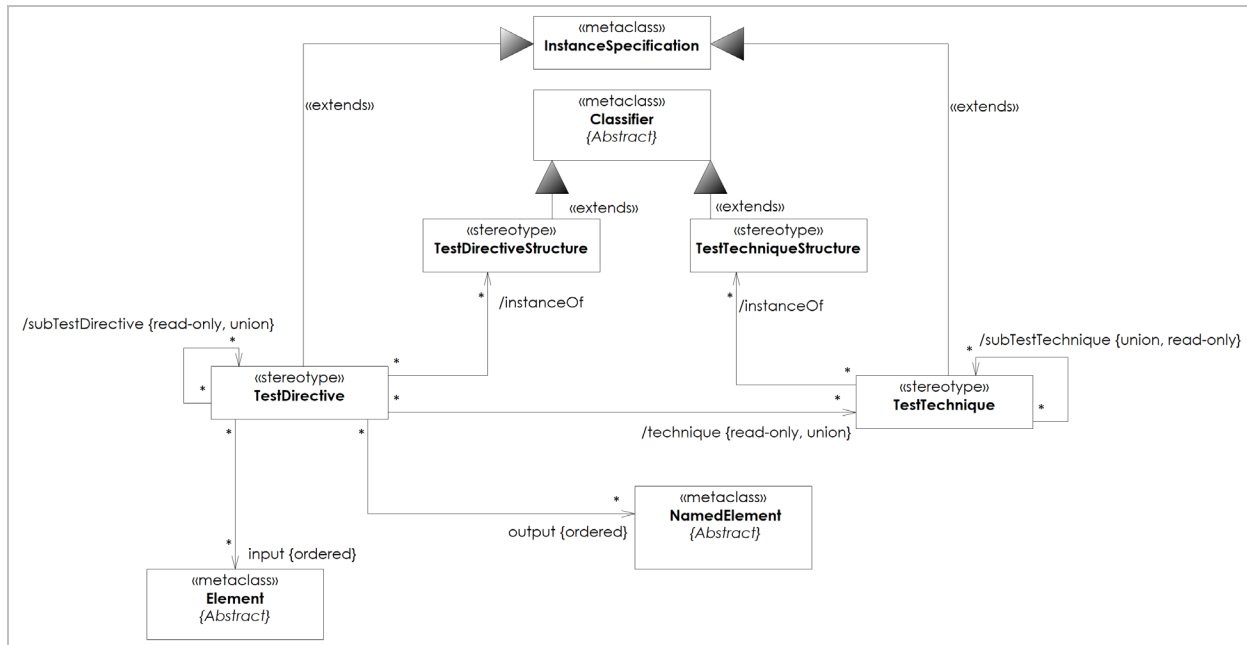 «metaclass»
InstanceSpecification
«extends»
«extends»
«metaclass»
Classifier
{Abstract}
«extends»
«extends»
«stereotype»
TestDirectiveStructure
«stereotype»
TestTechniqueStructure
*
/instanceOf
*
/instanceOf
/subTestDirective {read-only, union}
*
/subTestTechnique {union, read-only}
*
*
*
*
«stereotype»
TestDirective
*
*
«stereotype»
TestTechnique
*
*
*
/technique {read-only, union}
*
*
«metaclass»
NamedElement
{Abstract}
output {ordered}
*
input {ordered}
«metaclass»
Element
{Abstract}